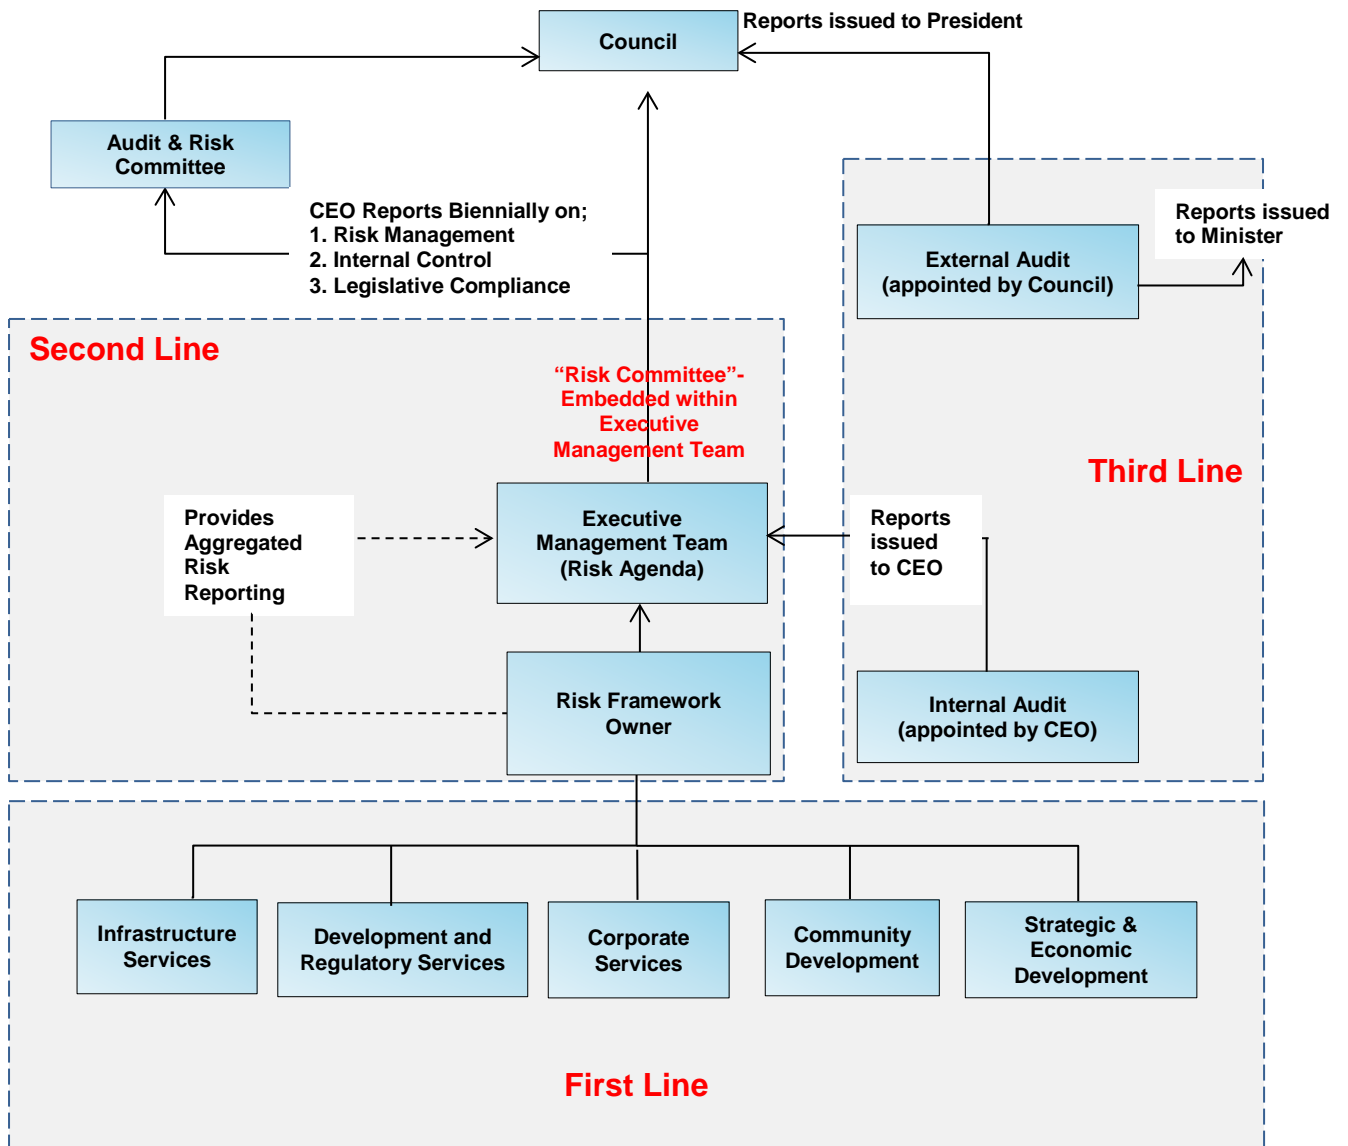 Reports issued to President
Council
Audit & Risk
Committee
CEO Reports Biennially on;
1. Risk Management
2. Internal Control
3. Legislative Compliance
Reports issued
to Minister
External Audit
(appointed by Council)
Second Line
“Risk Committee”-
Embedded within
Executive
Management Team
Third Line
Provides
Aggregated
Risk
Reporting
Executive
Management Team
(Risk Agenda)
Reports
issued
to CEO
Risk Framework
Owner
Internal Audit
(appointed by CEO)
Infrastructure
Services
Development and
Regulatory Services
Corporate
Services
Community
Development
Strategic &
Economic
Development
First Line